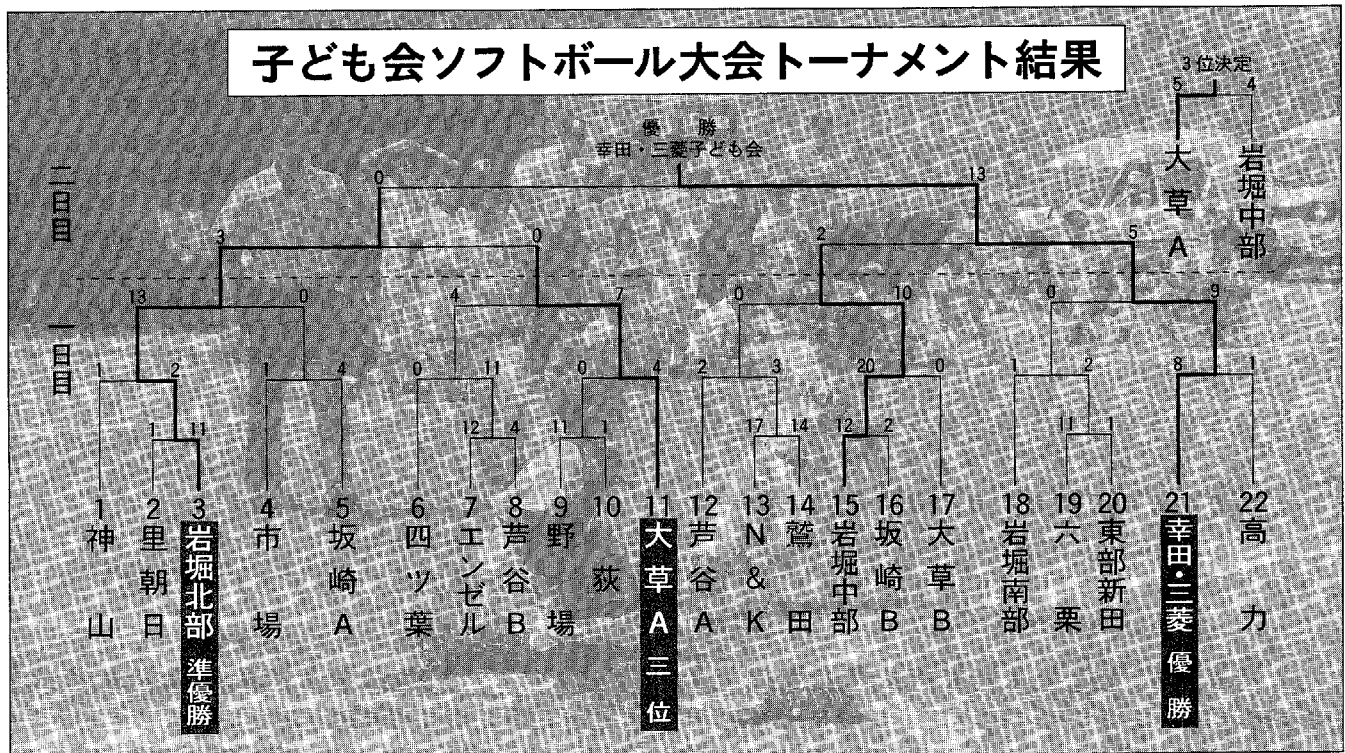 子ども会ソフトボール大会トーナメント結果
3位決定
5 4
大草A
岩堀中部
優 勝
幸田・三菱子ども会
二日目
0 13
3 0 2 5
一日目
13 0 4 7 0 10 0 9
1 2 1 4 0 11 0 4 2 3 20 0 1 2 8 1
1 11 12 4 11 1 17 14 12 2 11 1
1 神山
2 里朝日
3 岩堀北部 準優勝
4 市場
5 坂崎A
6 四ツ葉
7 エンゼル
8 芦谷B
9 野場
10 荻
11 大草A 三位
12 芦谷A
13 N&K
14 鷲田
15 岩堀中部
16 坂崎B
17 大草B
18 岩堀南部
19 六栗
20 東部新田
21 幸田・三菱 優勝
22 高力